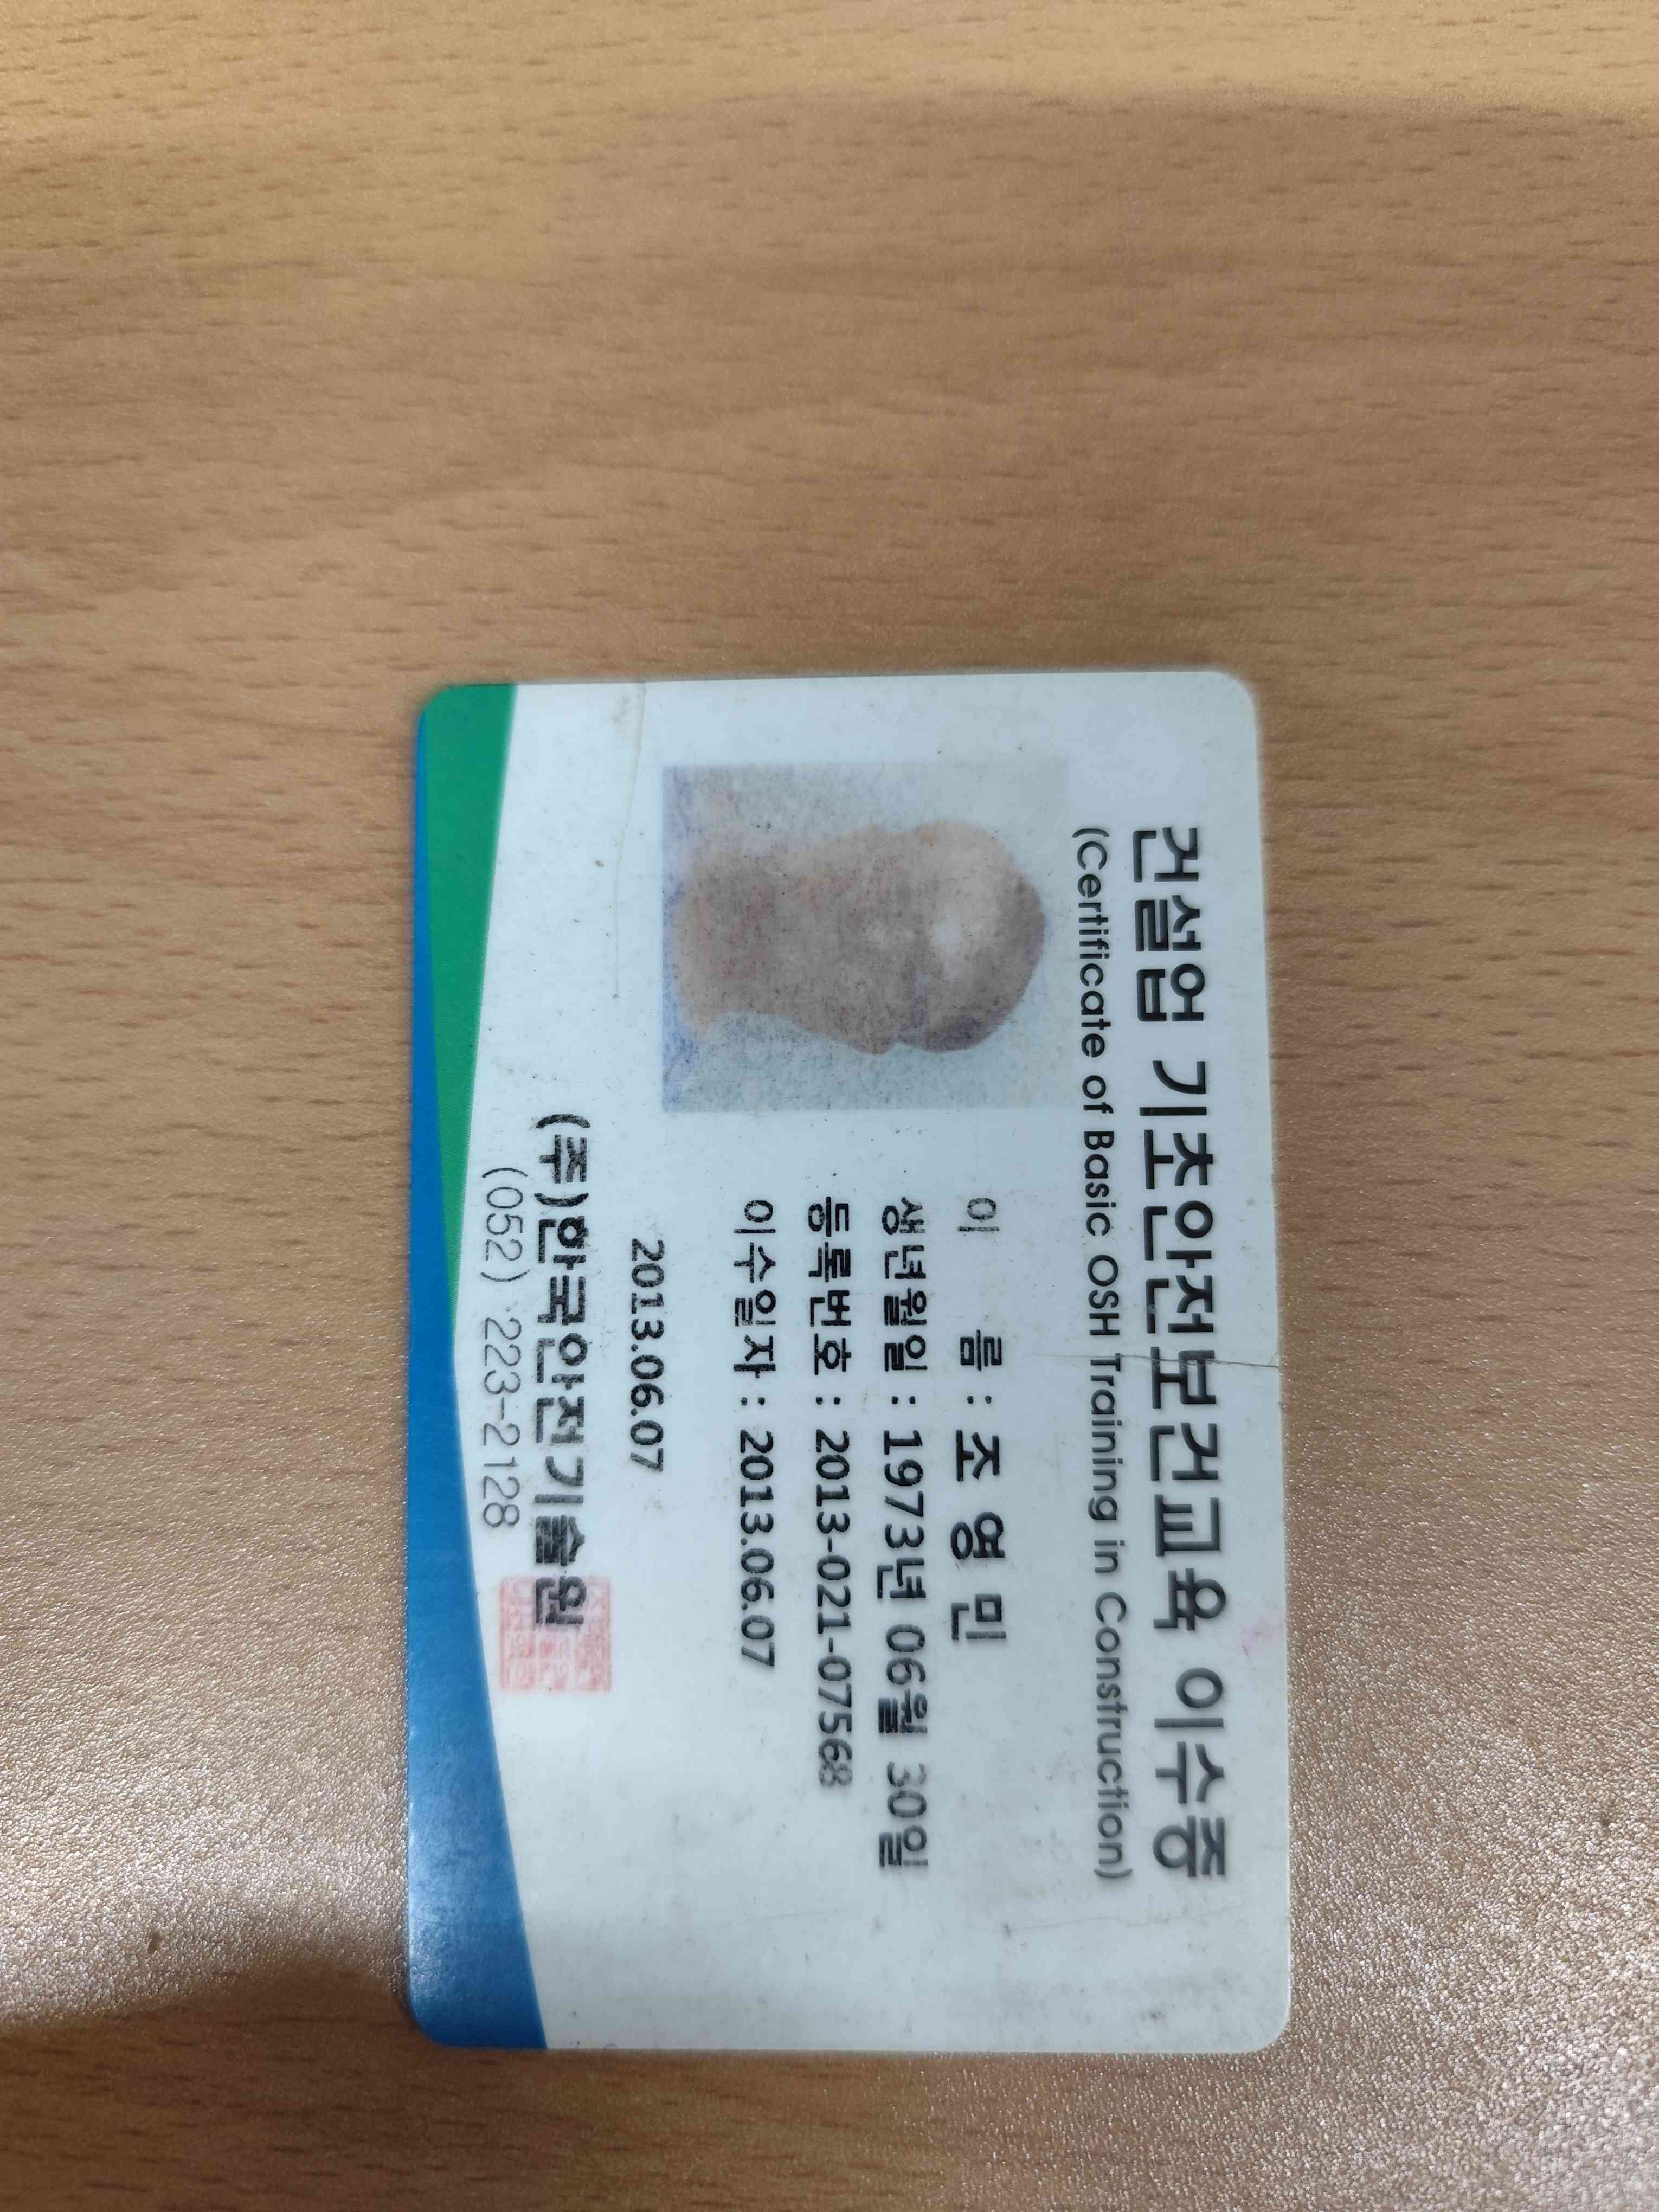 건설업 기초안전보건교육 이수증
(Certificate of Basic OSH Training in Construction)
이 름 : 조 영 민
생년월일 : 1973년 06월 30일
등록번호 : 2013-021-07568
이수일자 : 2013.06.07
2013.06.07
(주)한국안전기술원
(052) 223-2128